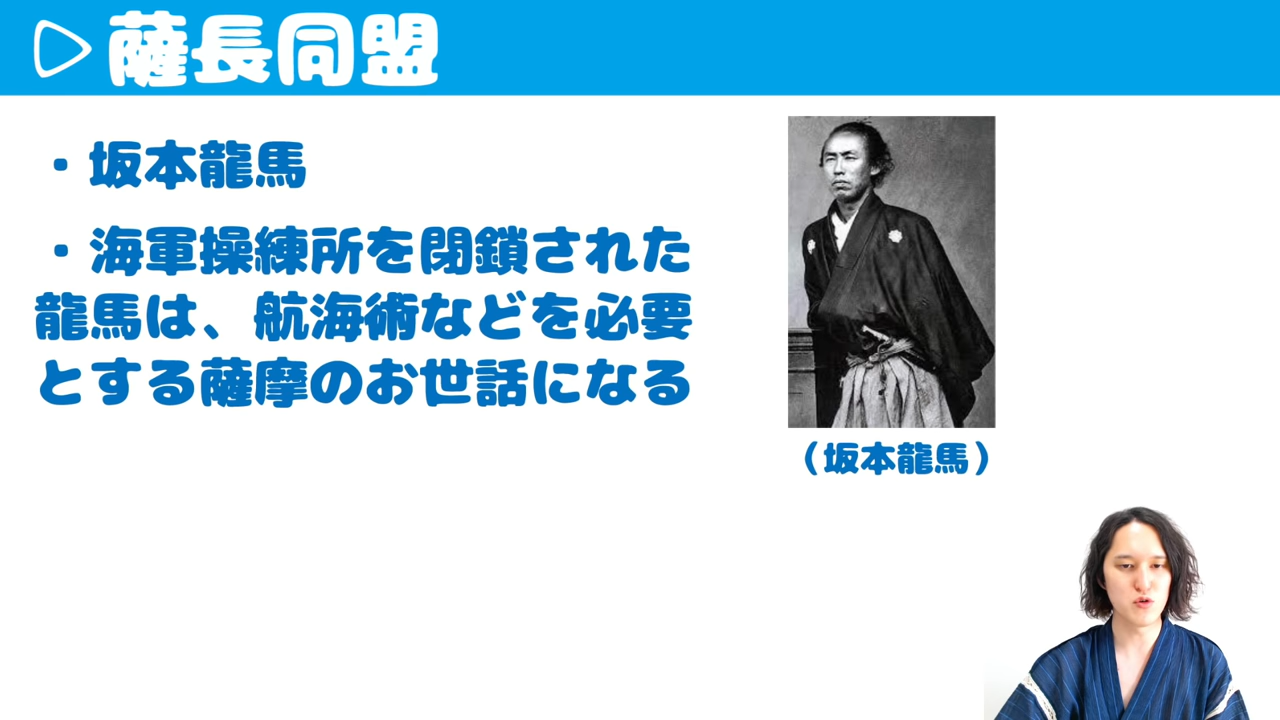 薩長同盟
・坂本龍馬
・海軍操練所を閉鎖された
龍馬は、航海術などを必要
とする薩摩のお世話になる
（坂本龍馬）